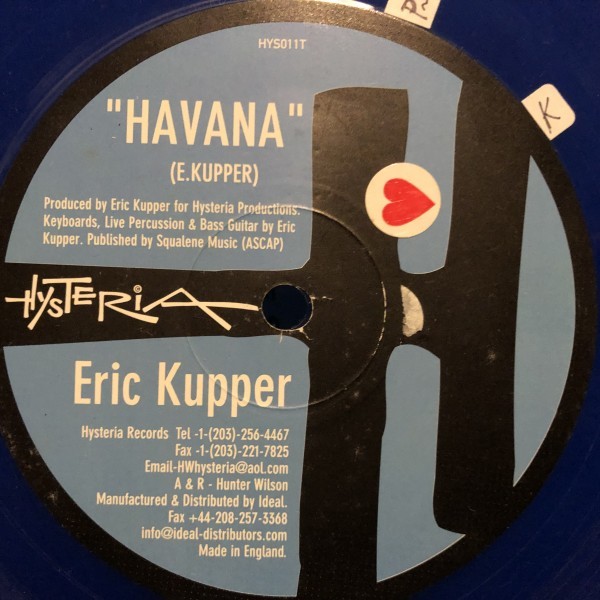 HYS011T
"HAVANA"
(E.KUPPER)
Produced by Eric Kupper for Hysteria Productions.
Keyboards, Live Percussion & Bass Guitar by Eric
Kupper. Published by Squalene Music (ASCAP)
HYSTERIA
Eric Kupper
Hysteria Records Tel -1-(203)-256-4467
Fax -1-(203)-221-7825
Email-HWhysteria@aol.com
A & R - Hunter Wilson
Manufactured & Distributed by Ideal.
Fax +44-208-257-3368
info@ideal-distributors.com
Made in England.
K